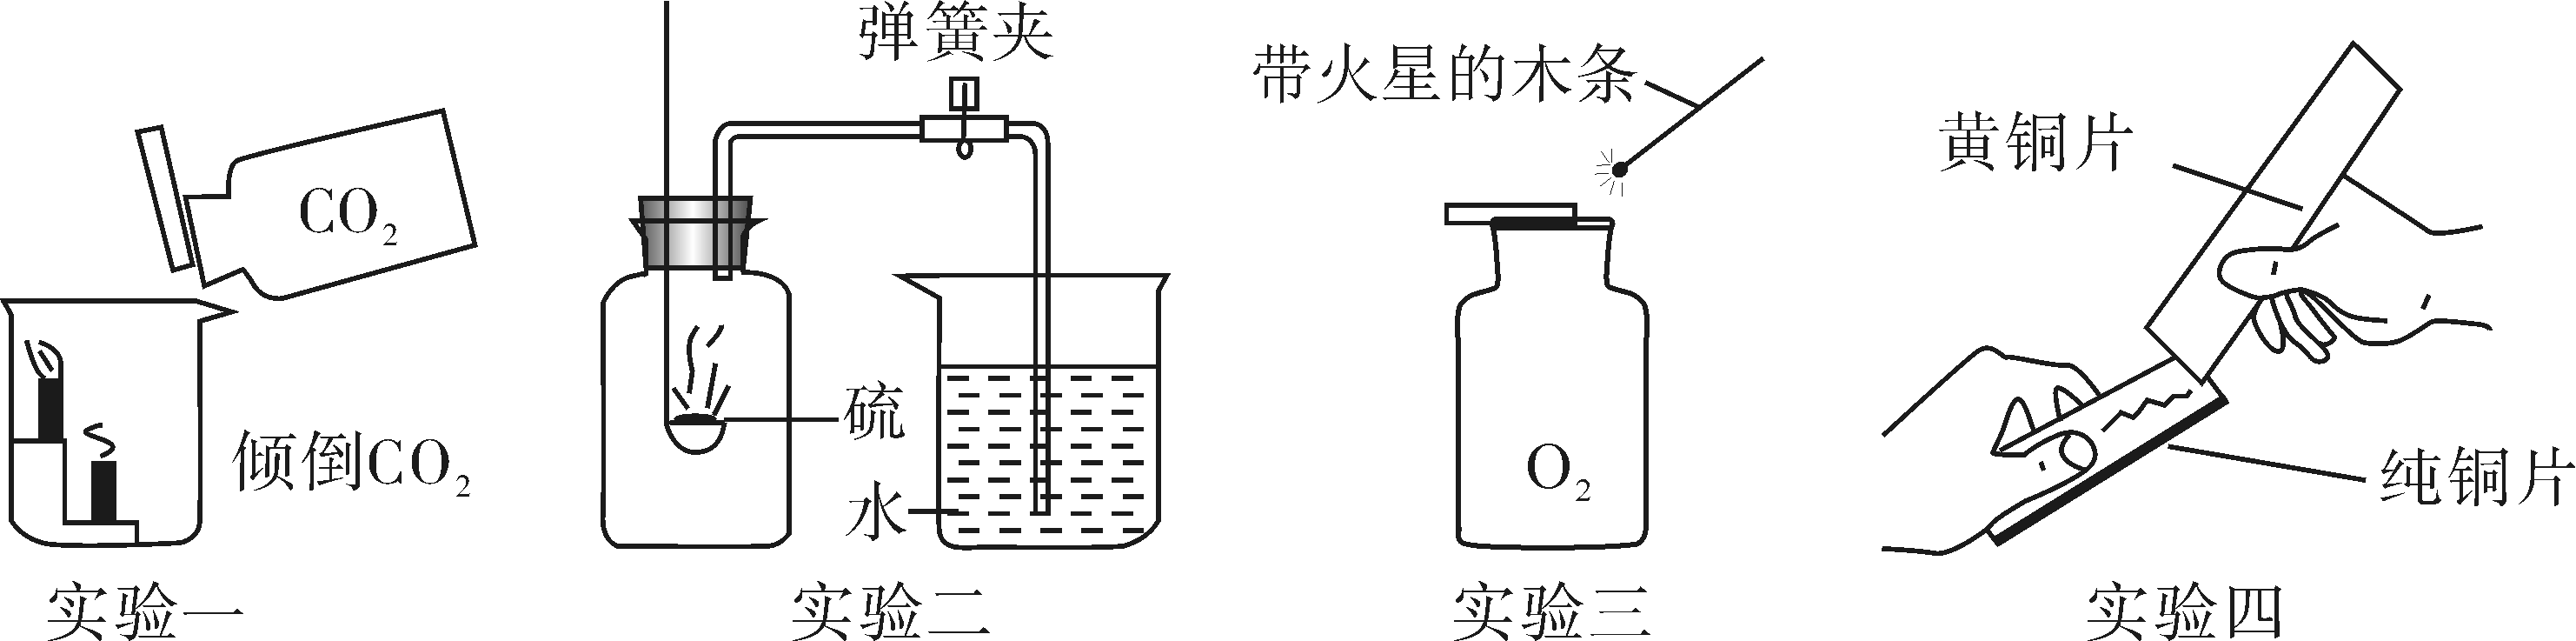 弹簧夹
带火星的木条
黄铜片
CO₂
硫
倾倒CO₂
水
O₂
纯铜片
实验一
实验二
实验三
实验四